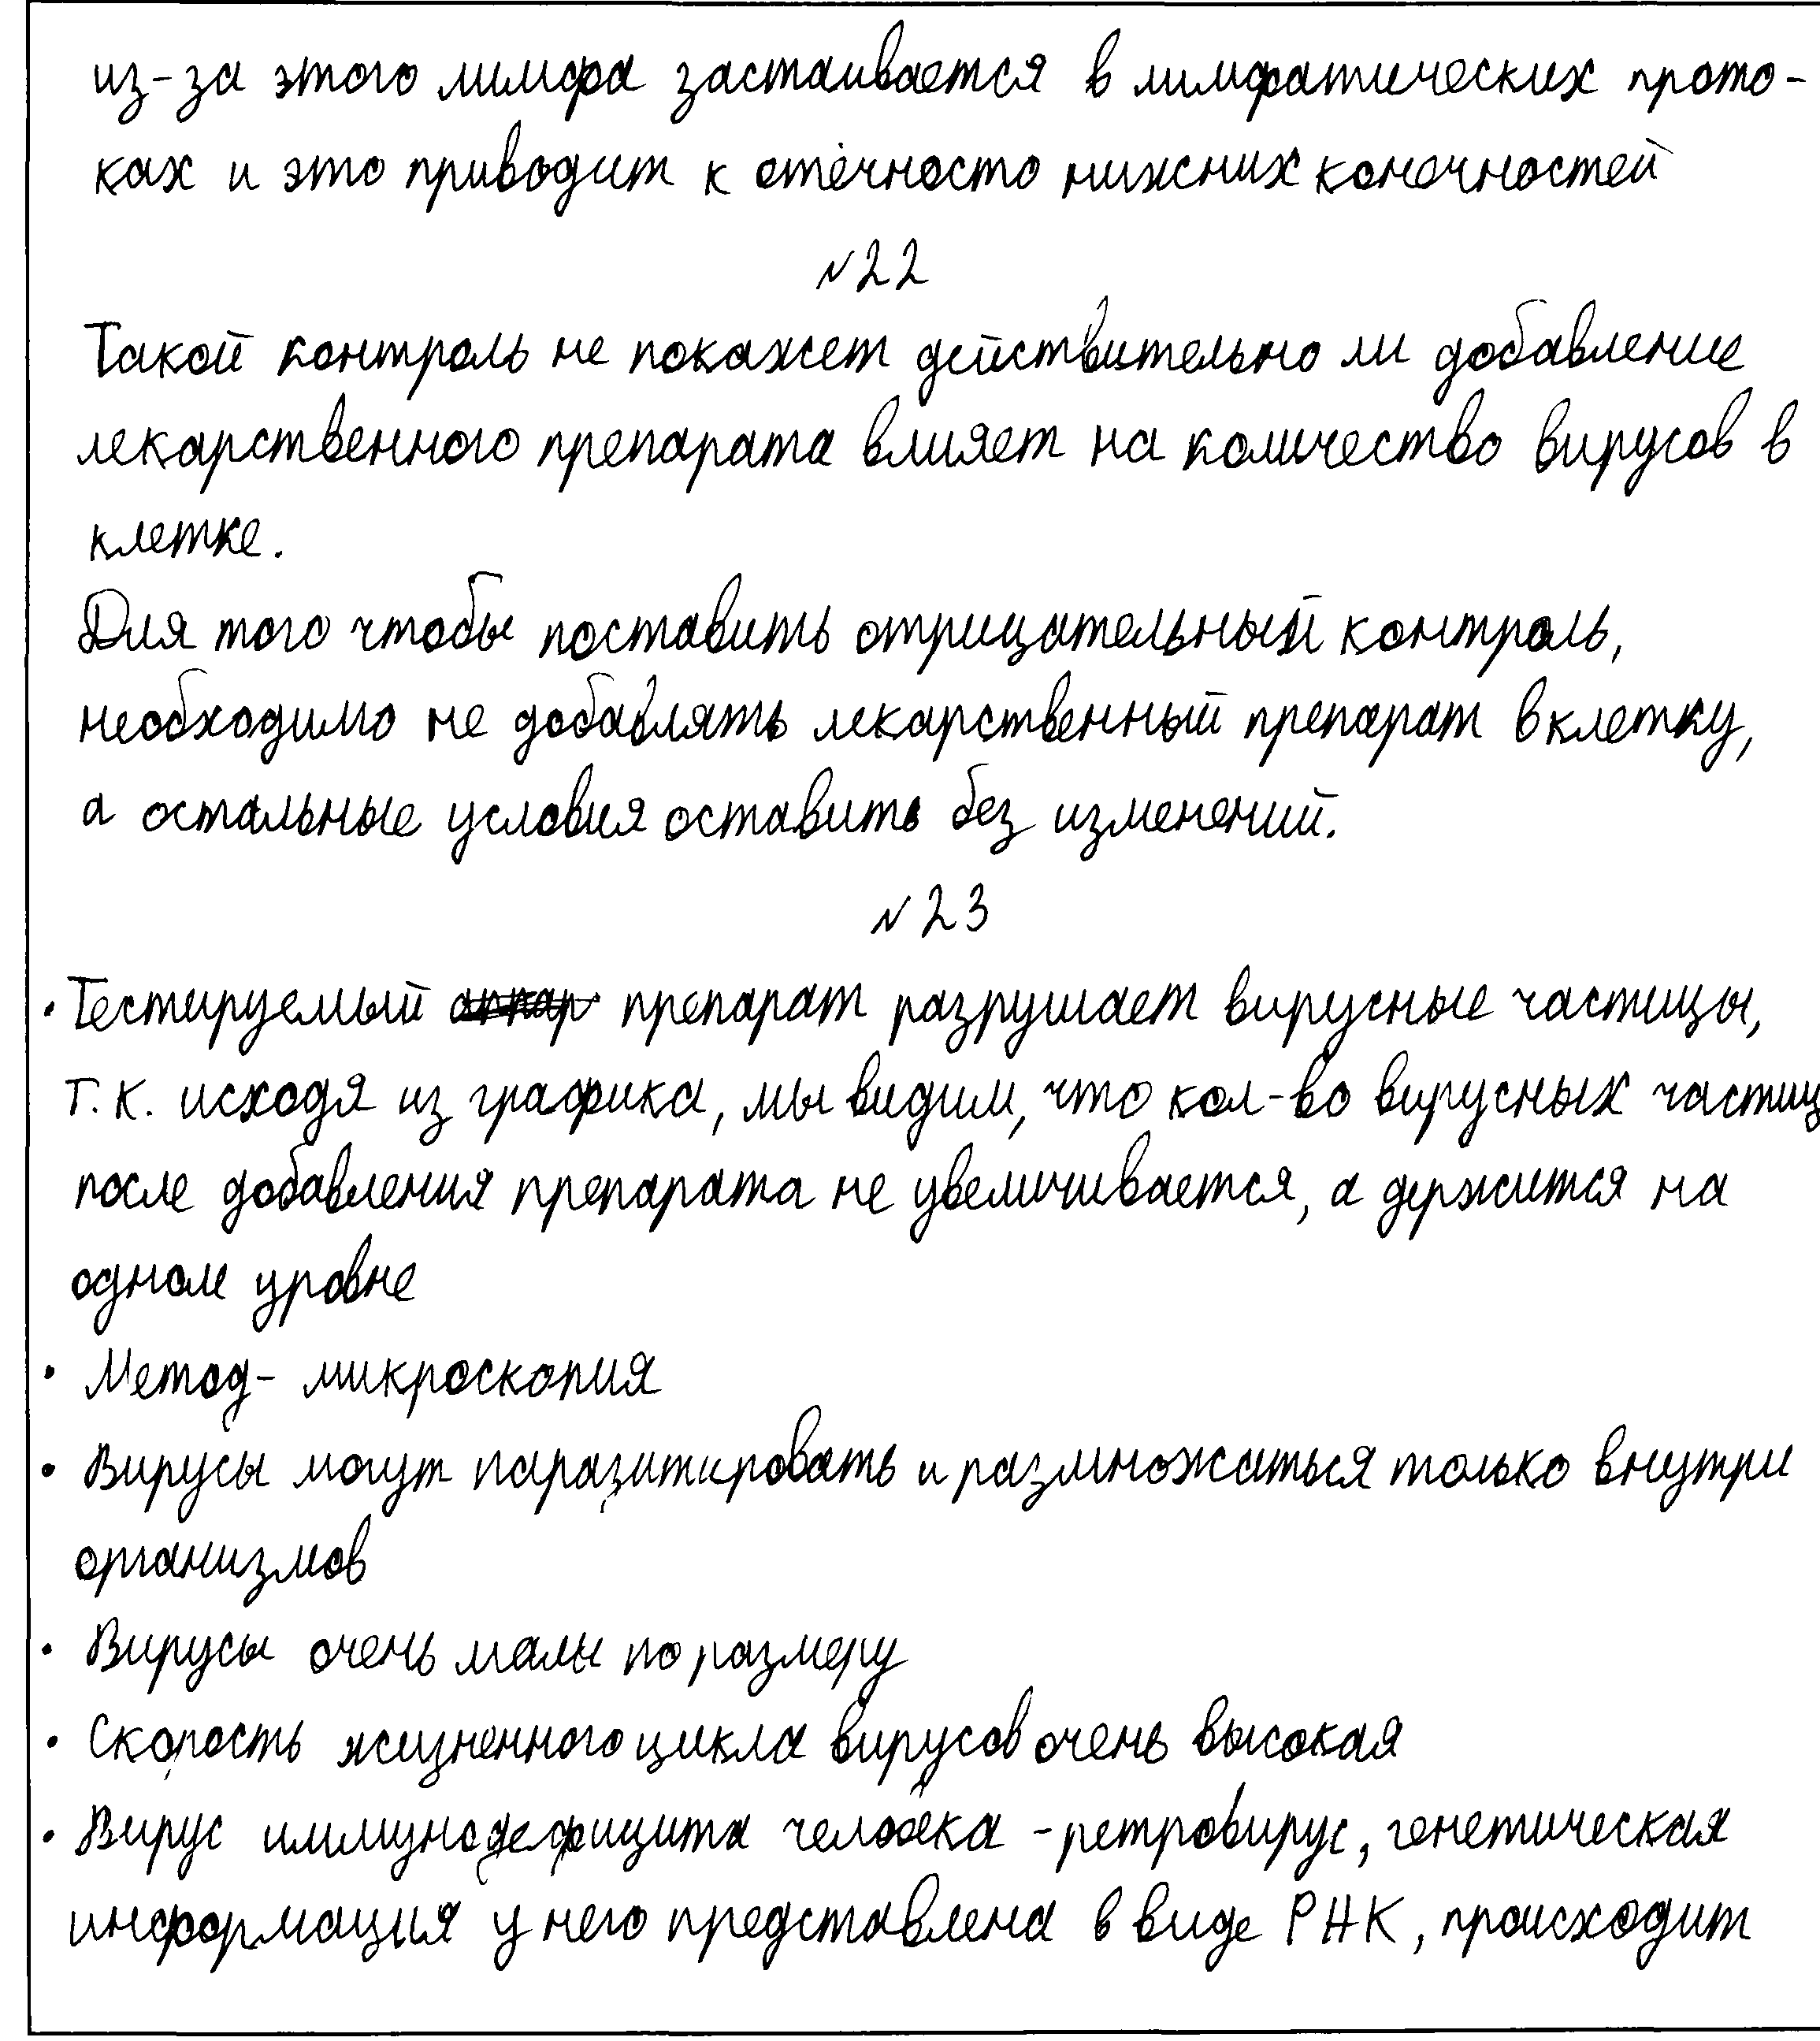 из-за этого лимфа застаивается в лимфатических прото-
ках и это приводит к отёчносто нижних конечностей
№22
Такой контроль не покажет действительно ли добавление
лекарственного препарата влияет на количество вирусов в
клетке.
Для того чтобы поставить отрицательный контроль,
необходимо не добавлять лекарственный препарат в клетку,
а остальные условия оставить без изменений.
№23
• Тестируемый препарат разрушает вирусные частицы,
т.к. исходя из графика, мы видим, что кол-во вирусных частиц
после добавления препарата не увеличивается, а держится на
одном уровне
• Метод - микроскопия
• Вирусы могут паразитировать и размножаться только внутри
организмов
• Вирусы очень малы по размеру
• Скорость жизненного цикла вирусов очень высокая
• Вирус иммунодефицита человека - ретровирус, генетическая
информация у него представлена в виде РНК, происходит